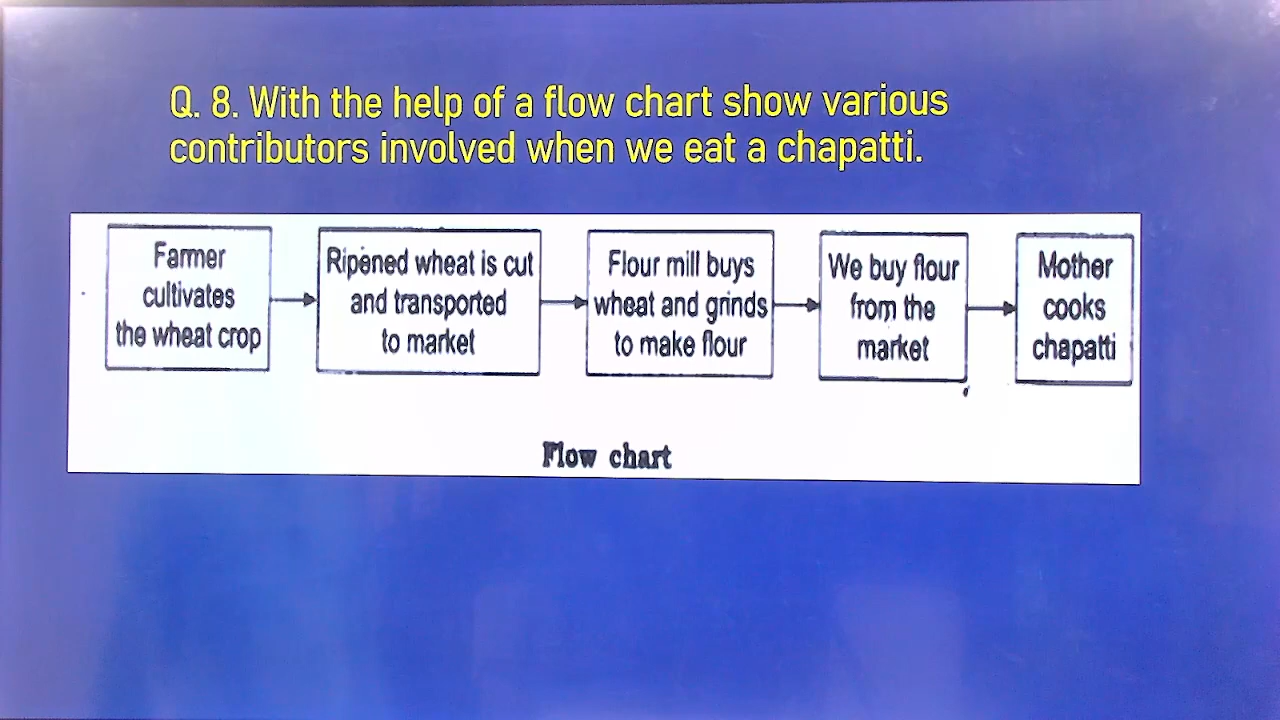 Q. 8. With the help of a flow chart show various
contributors involved when we eat a chapatti.
Farmer
cultivates
the wheat crop
Ripened wheat is cut
and transported
to market
Flour mill buys
wheat and grinds
to make flour
We buy flour
from the
market
Mother
cooks
chapatti
Flow chart